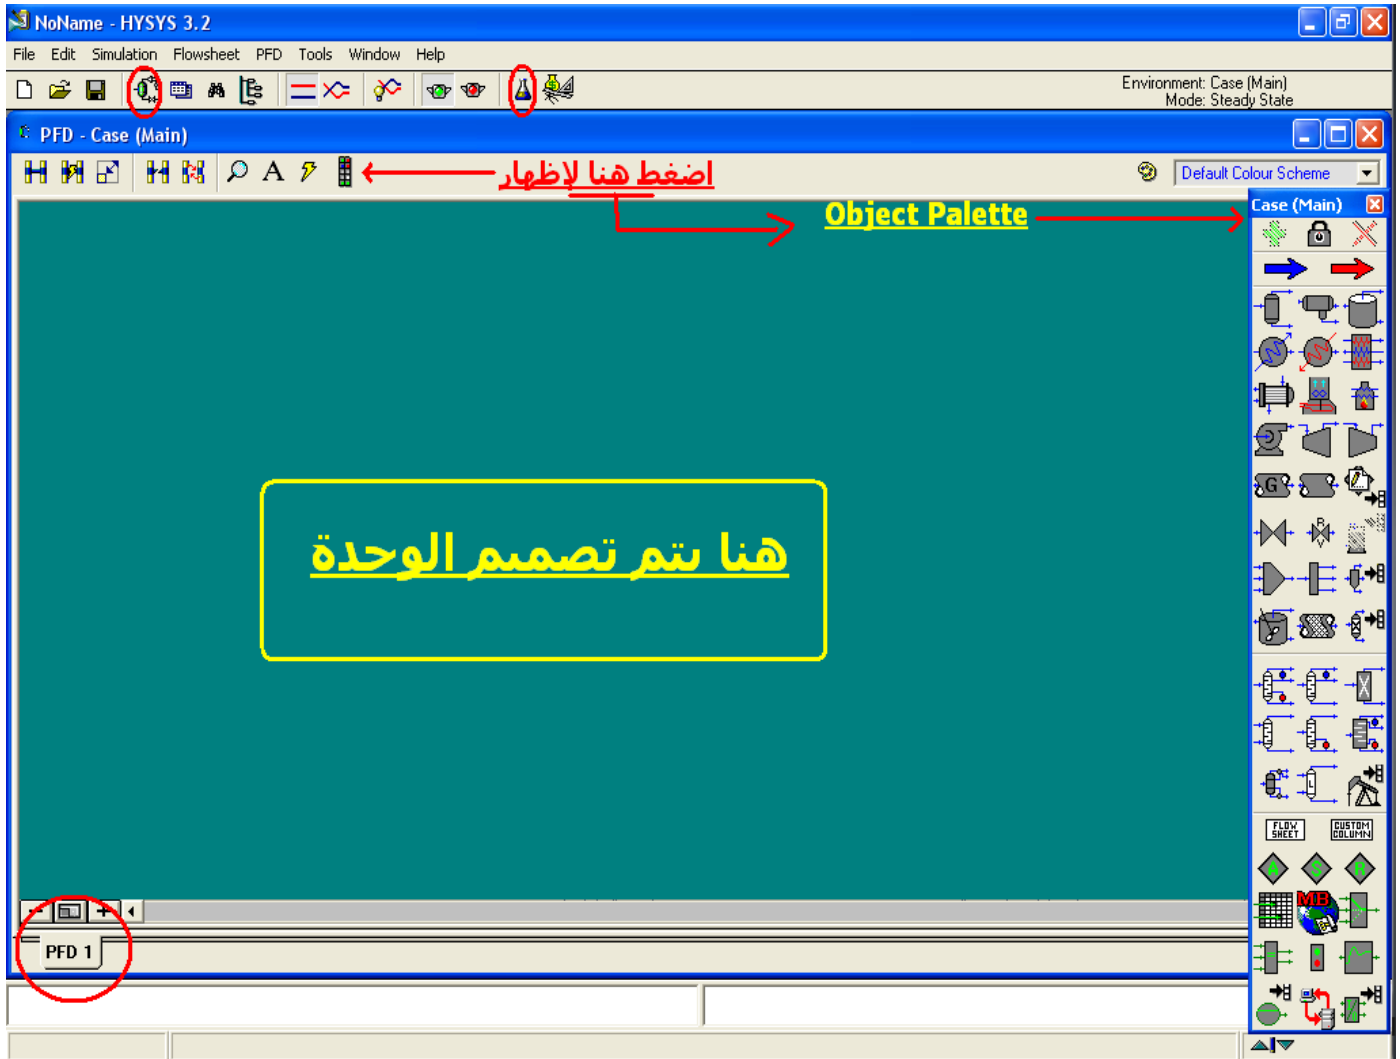 NoName - HYSYS 3.2
File Edit Simulation Flowsheet PFD Tools Window Help
Environment: Case (Main)
Mode: Steady State
PFD - Case (Main)
A
اضغط هنا لإظهار
Default Colour Scheme
Object Palette
Case (Main)
G
R
هنا يتم تصميم الوحدة
FLOW SHEET
CUSTOM COLUMN
A S R
MB
PFD 1